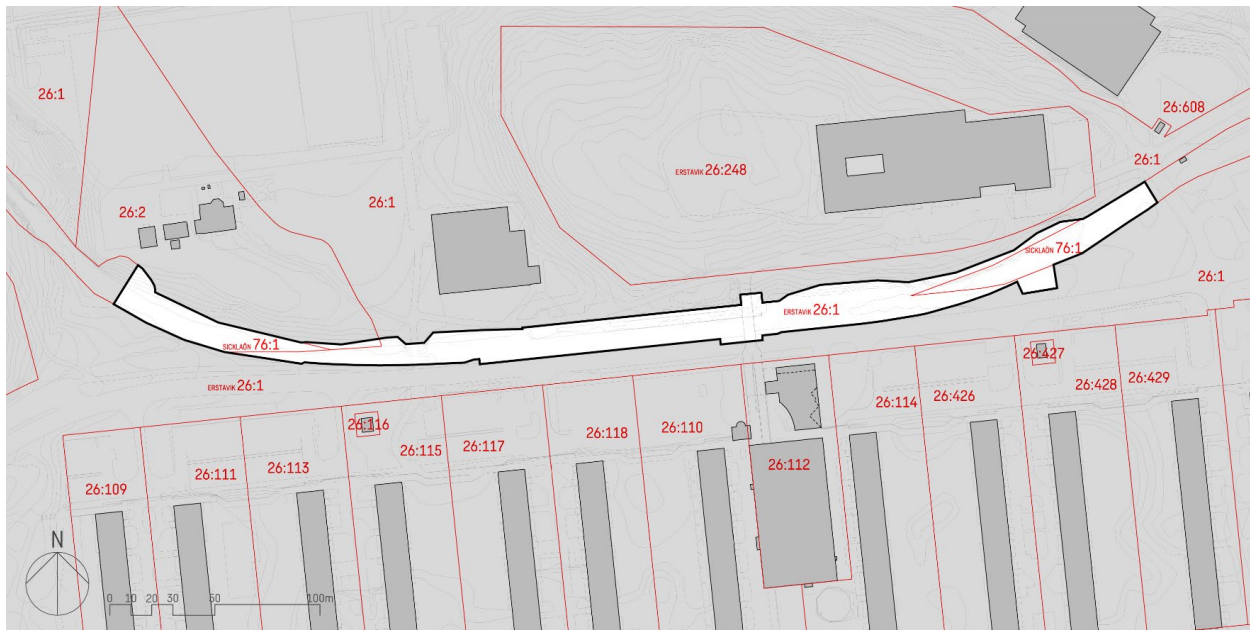 26:1
26:608
26:1
ERSTAVIK 26:248
26:1
26:2
SICKLAÖN 76:1
26:1
ERSTAVIK 26:1
SICKLAÖN 76:1
26:427
ERSTAVIK 26:1
26:428
26:429
26:114
26:426
26:116
26:118
26:110
26:115
26:117
26:112
26:111
26:113
26:109
N
0 10 20 30 50 100m